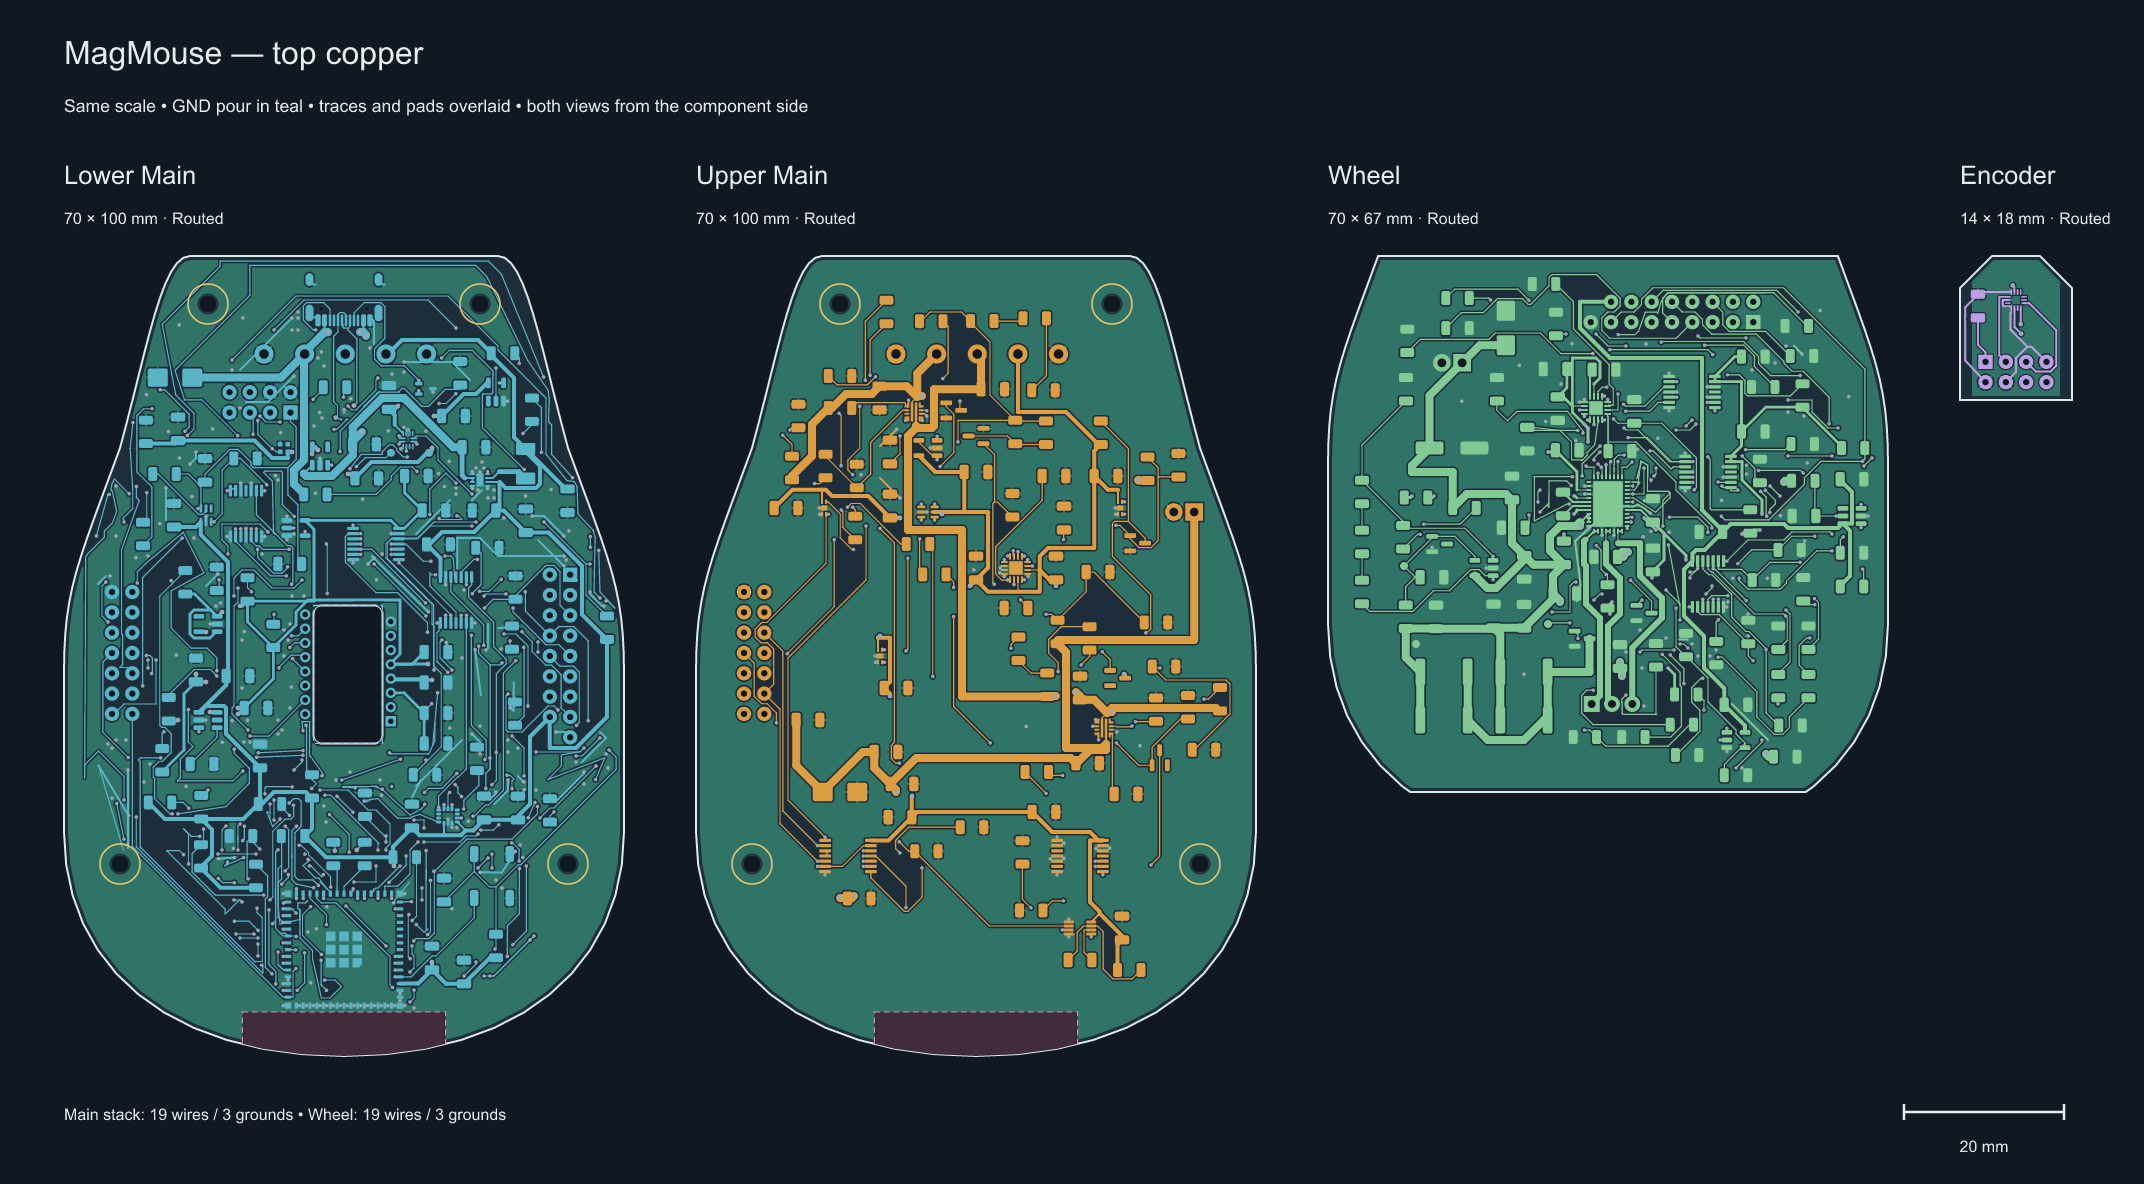 MagMouse — top copper
Same scale • GND pour in teal • traces and pads overlaid • both views from the component side
Lower Main
70 × 100 mm · Routed
Upper Main
70 × 100 mm · Routed
Wheel
70 × 67 mm · Routed
Encoder
14 × 18 mm · Routed
Main stack: 19 wires / 3 grounds • Wheel: 19 wires / 3 grounds
20 mm